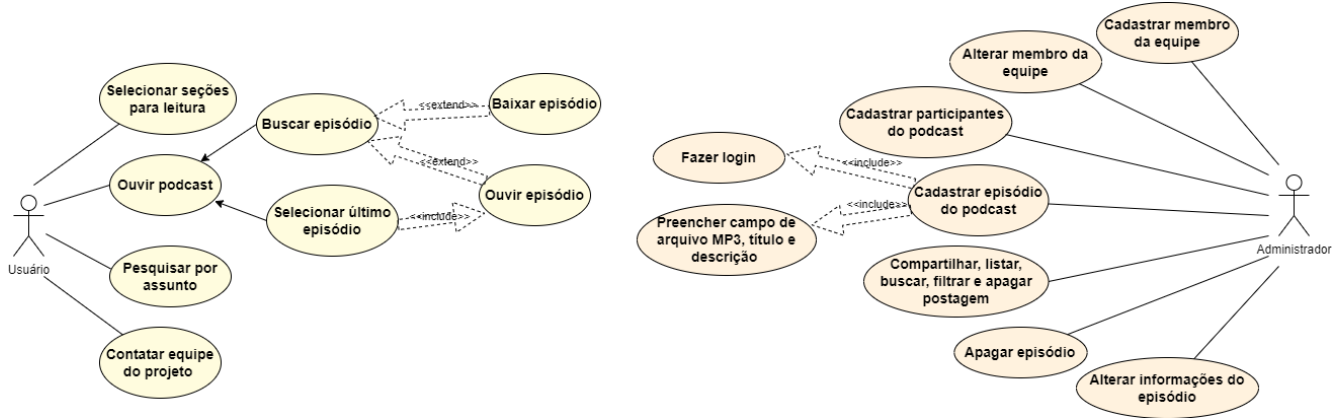 Selecionar seções
para leitura
Buscar episódio
<<extend>>
Baixar episódio
Ouvir podcast
<<extend>>
Ouvir episódio
Selecionar último
episódio
<<include>>
Usuário
Pesquisar por
assunto
Contatar equipe
do projeto
Cadastrar membro
da equipe
Alterar membro da
equipe
Cadastrar participantes
do podcast
Fazer login
<<include>>
Cadastrar episódio
do podcast
<<include>>
Preencher campo de
arquivo MP3, título e
descrição
Administrador
Compartilhar, listar,
buscar, filtrar e apagar
postagem
Apagar episódio
Alterar informações do
episódio